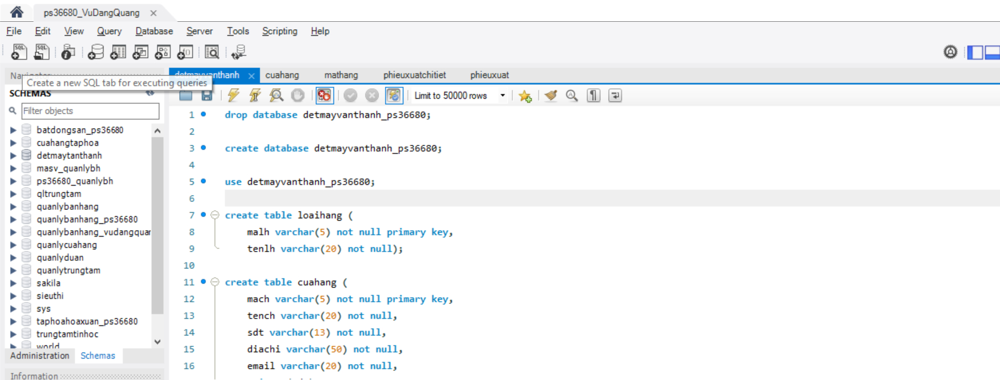 ps36680_VuDangQuang
File Edit View Query Database Server Tools Scripting Help
detmayvanthanh cuahang mathang phieuxuatchitiet phieuxuat
Create a new SQL tab for executing queries
SCHEMAS
Limit to 50000 rows
Filter objects
batdongsan_ps36680
cuahangtaphoa
detmaytanthanh
masv_quanlybh
ps36680_quanlybh
qltrungtam
quanlybanhang
quanlybanhang_ps36680
quanlybanhang_vudangquar
quanlycuahang
quanlyduan
quanlytrungtam
sakila
sieuthi
sys
taphoahoaxuan_ps36680
trungtamtinhoc
world
Administration Schemas
Information
1 drop database detmayvanthanh_ps36680;
2
3 create database detmayvanthanh_ps36680;
4
5 use detmayvanthanh_ps36680;
6
7 create table loaihang (
8 malh varchar(5) not null primary key,
9 tenlh varchar(20) not null);
10
11 create table cuahang (
12 mach varchar(5) not null primary key,
13 tench varchar(20) not null,
14 sdt varchar(13) not null,
15 diachi varchar(50) not null,
16 email varchar(20) not null,